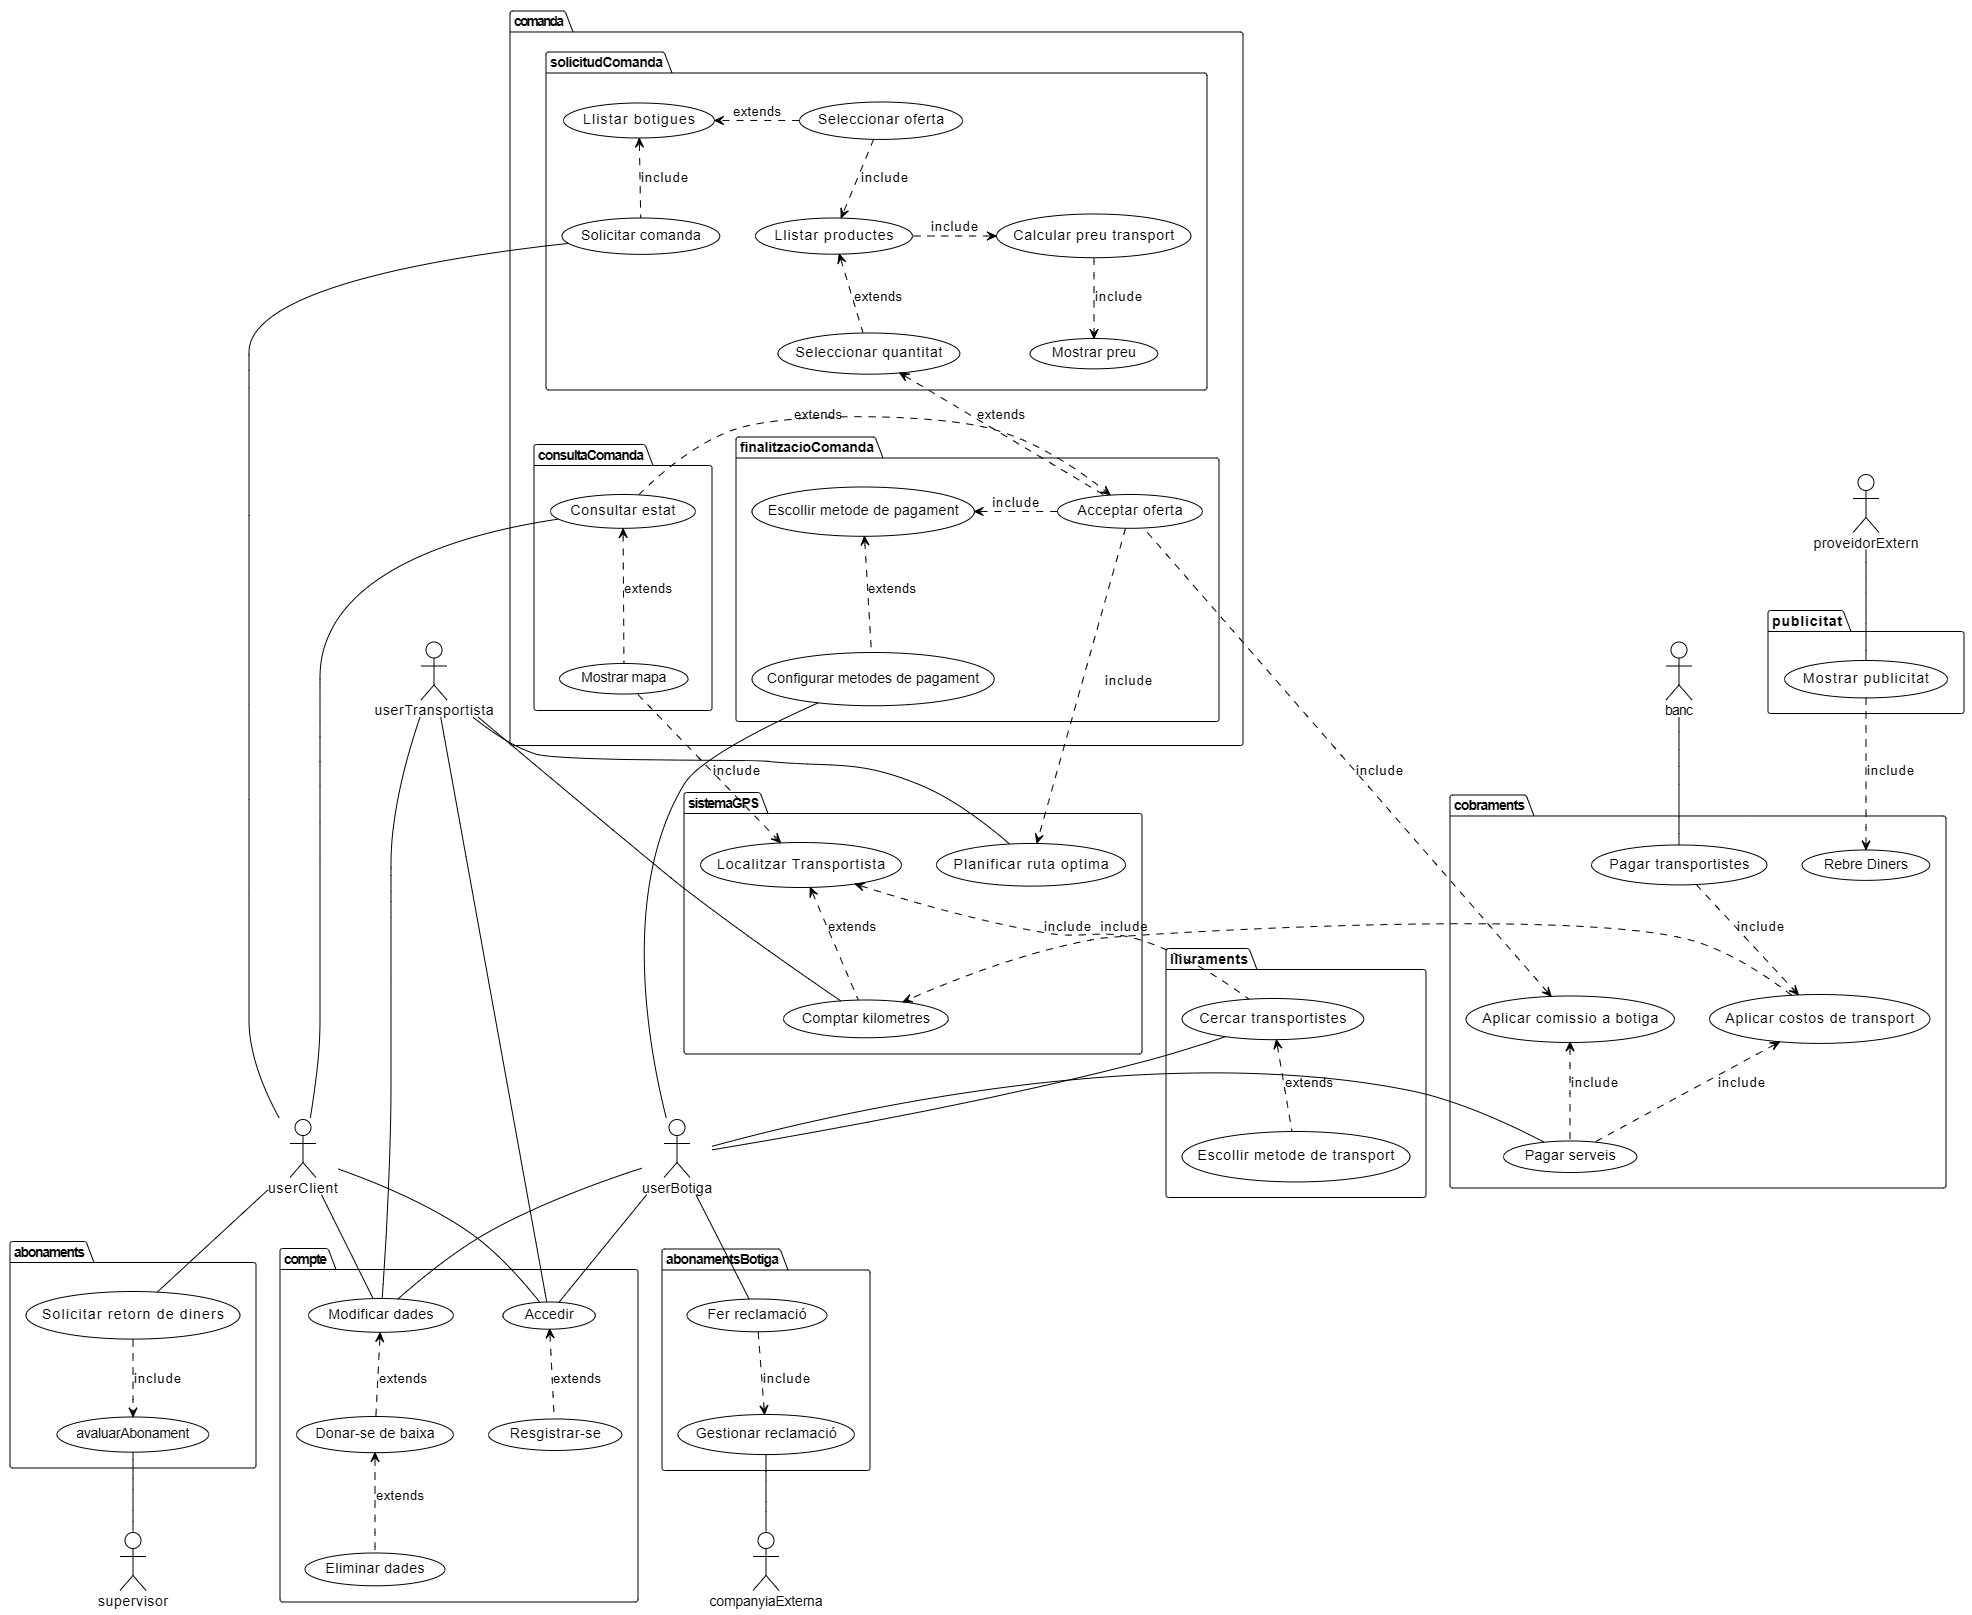 comanda
solicitudComanda
Llistar botigues
extends
Seleccionar oferta
include
include
Solicitar comanda
Llistar productes
include
Calcular preu transport
extends
include
Seleccionar quantitat
Mostrar preu
extends
extends
consultaComanda
finalitzacioComanda
Consultar estat
Escollir metode de pagament
include
Acceptar oferta
proveidorExtern
extends
extends
publicitat
Mostrar mapa
Configurar metodes de pagament
include
Mostrar publicitat
userTransportista
banc
include
include
include
sistemaGPS
cobraments
Localitzar Transportista
Planificar ruta optima
Pagar transportistes
Rebre Diners
extends
include
include
include
lliuraments
Comptar kilometres
Cercar transportistes
Aplicar comissio a botiga
Aplicar costos de transport
extends
include
include
Escollir metode de transport
Pagar serveis
userClient
userBotiga
abonaments
compte
abonamentsBotiga
Solicitar retorn de diners
Modificar dades
Accedir
Fer reclamació
include
extends
extends
include
avaluarAbonament
Donar-se de baixa
Resgistrar-se
Gestionar reclamació
extends
Eliminar dades
supervisor
companyiaExterna